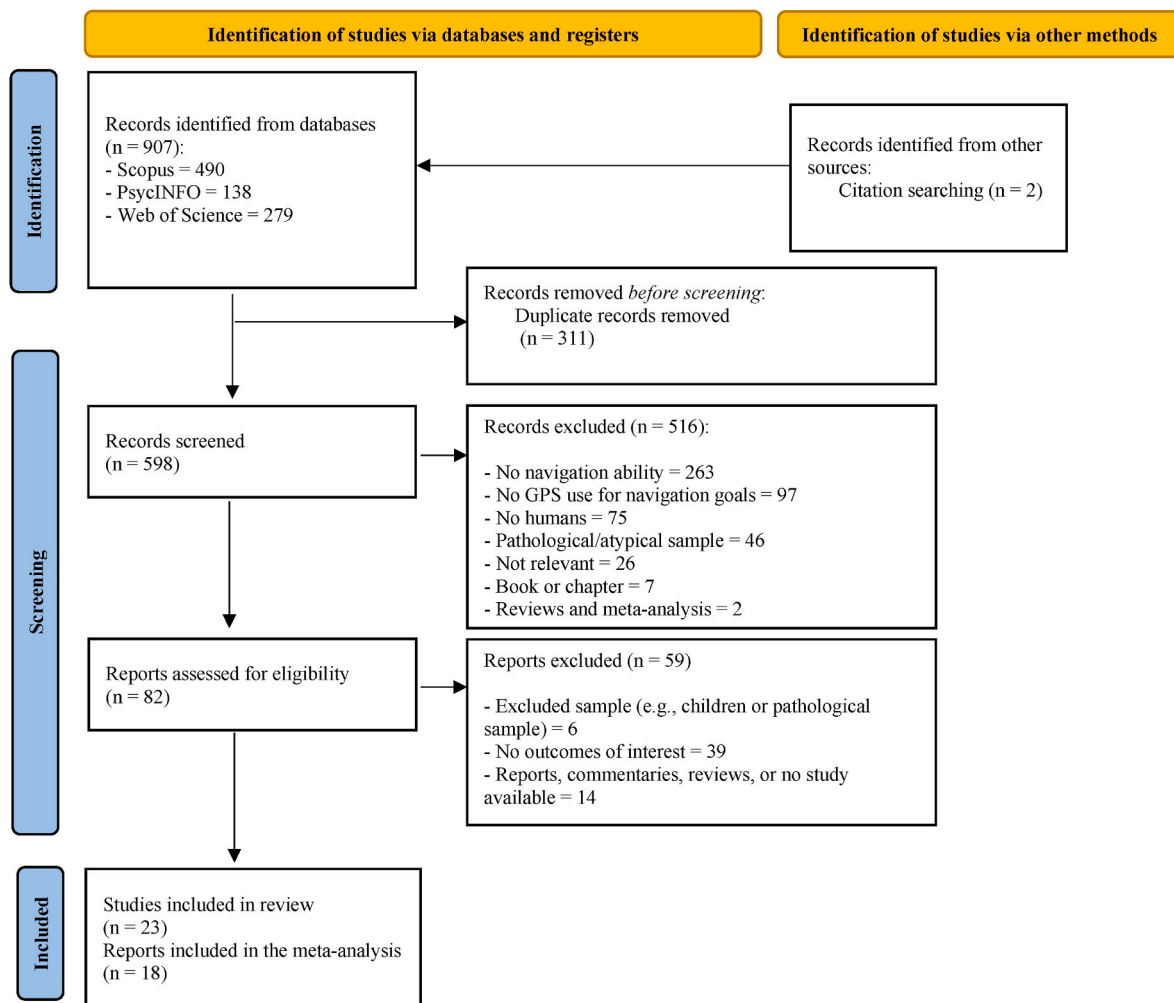 Identification of studies via databases and registers
Identification of studies via other methods
Identification
Records identified from databases
(n = 907):
- Scopus = 490
- PsycINFO = 138
- Web of Science = 279
Records identified from other
sources:
Citation searching (n = 2)
Records removed before screening:
Duplicate records removed
(n = 311)
Screening
Records screened
(n = 598)
Records excluded (n = 516):
- No navigation ability = 263
- No GPS use for navigation goals = 97
- No humans = 75
- Pathological/atypical sample = 46
- Not relevant = 26
- Book or chapter = 7
- Reviews and meta-analysis = 2
Reports assessed for eligibility
(n = 82)
Reports excluded (n = 59)
- Excluded sample (e.g., children or pathological
sample) = 6
- No outcomes of interest = 39
- Reports, commentaries, reviews, or no study
available = 14
Included
Studies included in review
(n = 23)
Reports included in the meta-analysis
(n = 18)